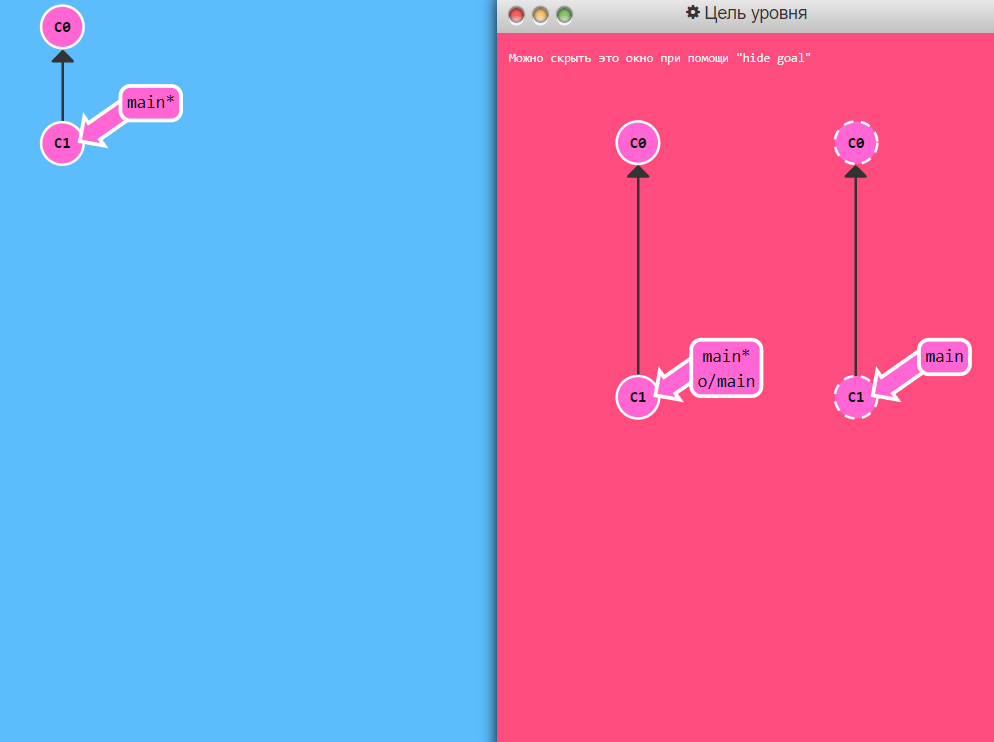 C0
main*
C1
Цель уровня
Можно скрыть это окно при помощи "hide goal"
C0
C0
main*
o/main
main
C1
C1